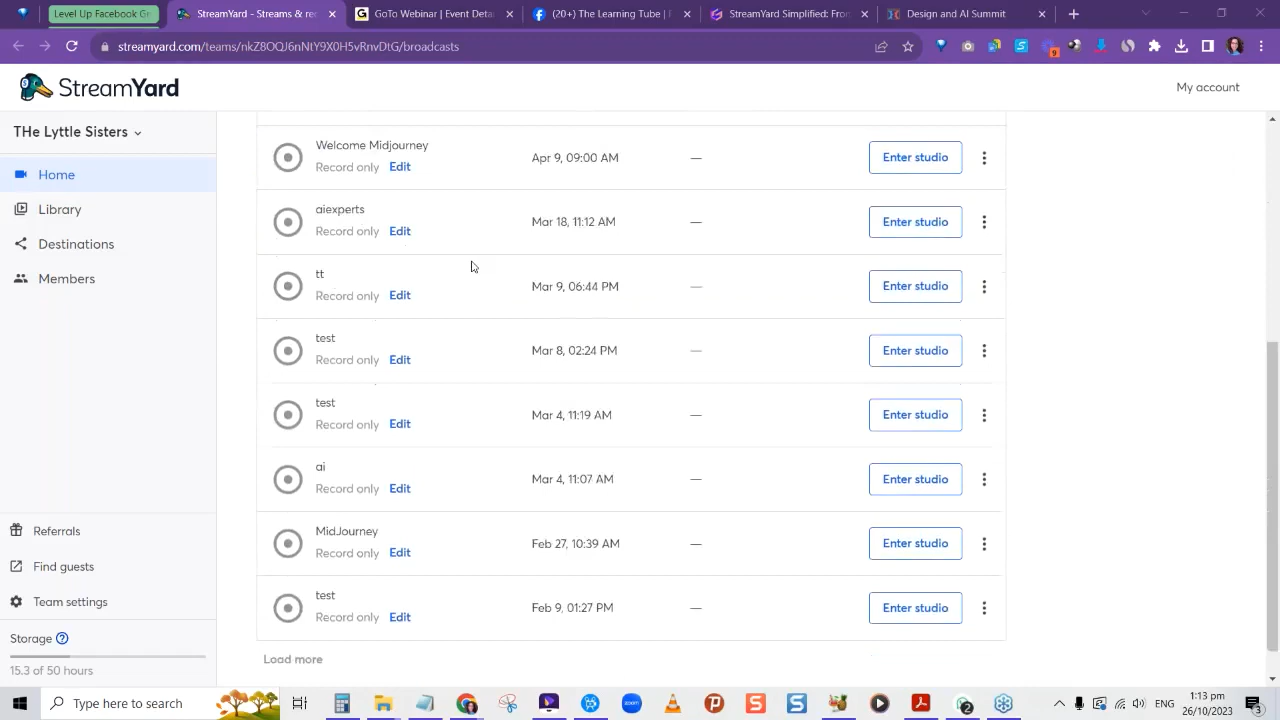 Facebook Let's Get Gr
Streams - StreamYard
GoTo Webinar | Event Deta
(20+) The Learning Tube |
StreamYard Simplified: Fro
Design and AI Summit
streamyard.com/teams/nkZ8OQJ6nNtY9X0H5vRnvDtG/broadcasts
9
StreamYard
My account
THe Lyttle Sisters
Home
Library
Destinations
Members
Referrals
Find guests
Team settings
Storage
15.3 of 50 hours
Welcome Midjourney
Record only Edit
Apr 9, 09:00 AM
—
Enter studio
aiexperts
Record only Edit
Mar 18, 11:12 AM
—
Enter studio
tt
Record only Edit
Mar 9, 06:44 PM
—
Enter studio
test
Record only Edit
Mar 8, 02:24 PM
—
Enter studio
test
Record only Edit
Mar 4, 11:19 AM
—
Enter studio
ai
Record only Edit
Mar 4, 11:07 AM
—
Enter studio
MidJourney
Record only Edit
Feb 27, 10:39 AM
—
Enter studio
test
Record only Edit
Feb 9, 01:27 PM
—
Enter studio
Load more
Type here to search
zoom
2
ENG
1:13 pm
26/10/2023
3